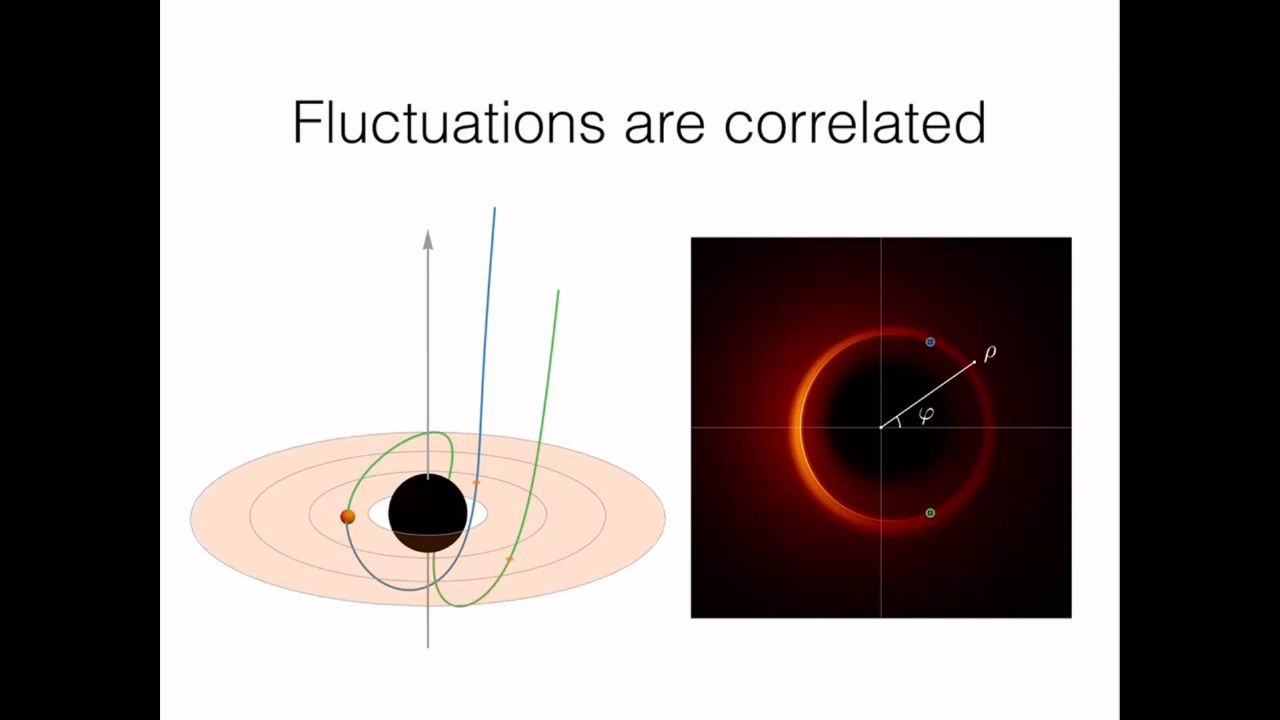 Fluctuations are correlated
ρ
φ